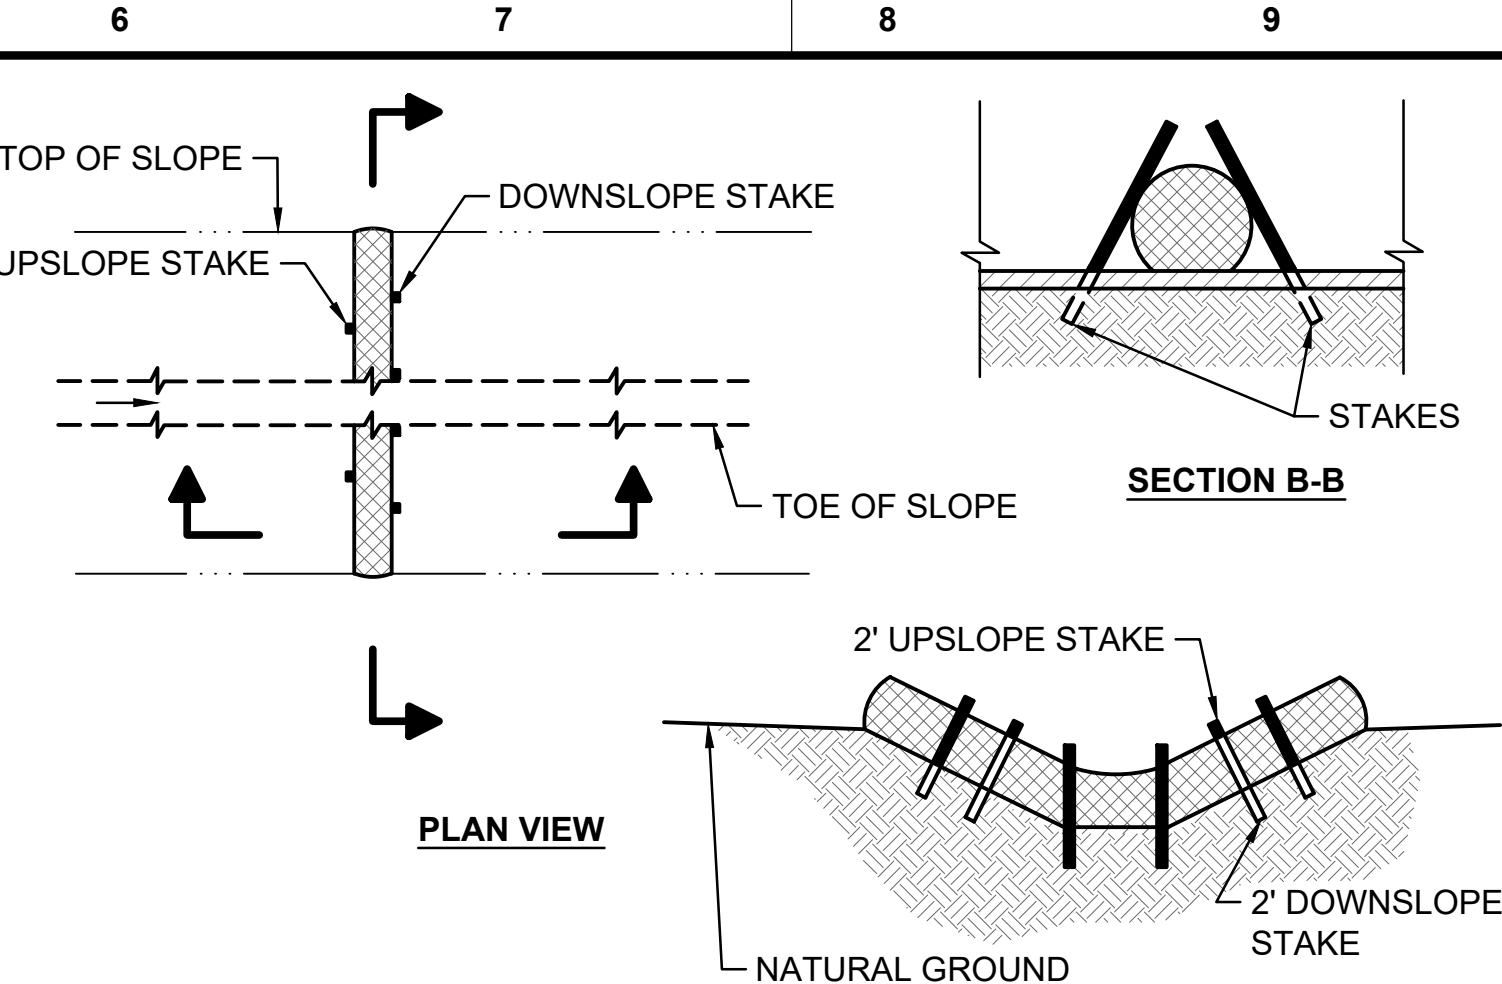 6
7
8
9
TOP OF SLOPE
DOWNSLOPE STAKE
UPSLOPE STAKE
STAKES
SECTION B-B
TOE OF SLOPE
2' UPSLOPE STAKE
PLAN VIEW
2' DOWNSLOPE
STAKE
NATURAL GROUND